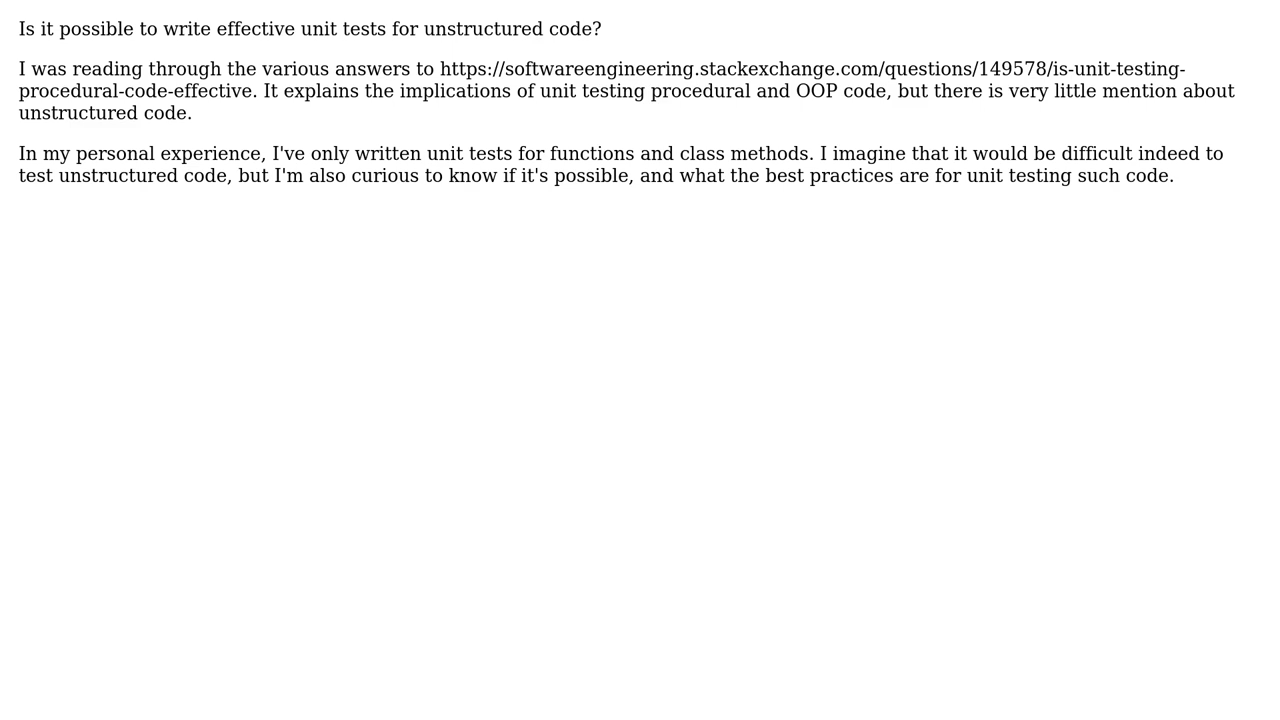 Is it possible to write effective unit tests for unstructured code?
I was reading through the various answers to https://softwareengineering.stackexchange.com/questions/149578/is-unit-testing-
procedural-code-effective. It explains the implications of unit testing procedural and OOP code, but there is very little mention about
unstructured code.
In my personal experience, I've only written unit tests for functions and class methods. I imagine that it would be difficult indeed to
test unstructured code, but I'm also curious to know if it's possible, and what the best practices are for unit testing such code.